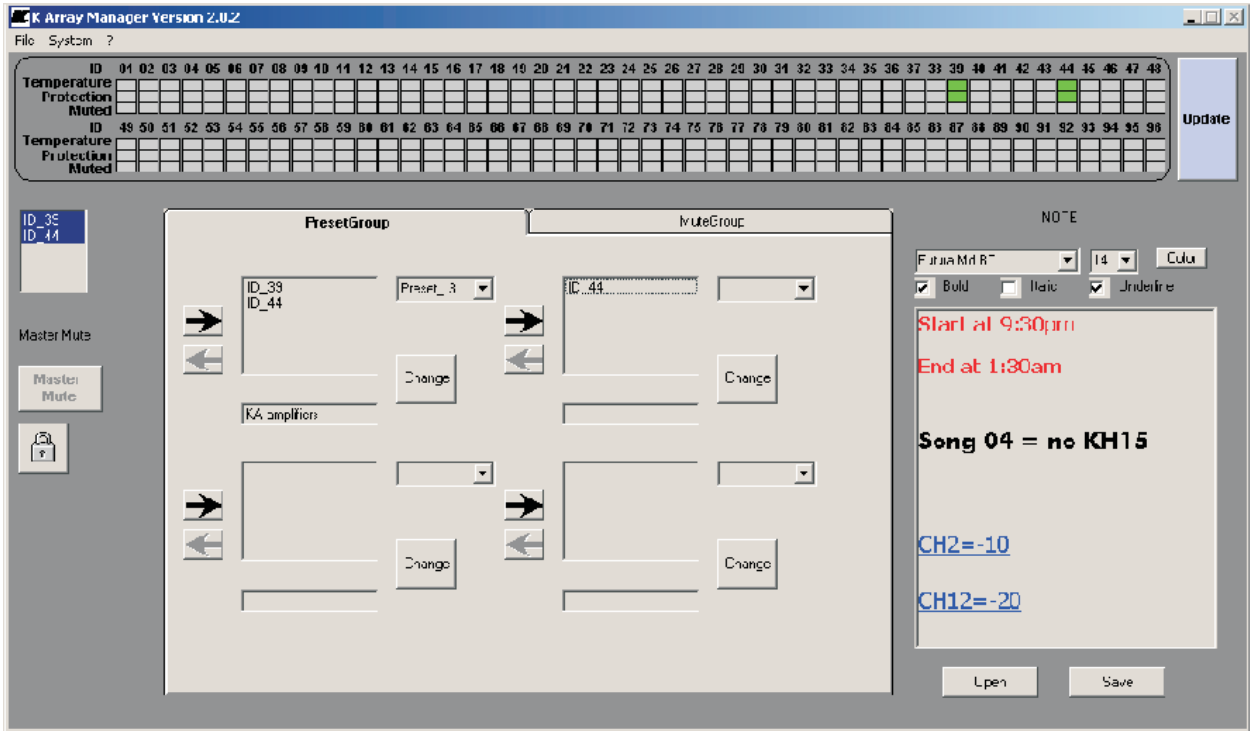 K Array Manager Version 2.0.2
File System ?
ID 01 02 03 04 05 06 07 08 09 10 11 12 13 14 15 16 17 18 19 20 21 22 23 24 25 26 27 28 29 30 31 32 33 34 35 36 37 38 39 40 41 42 43 44 45 46 47 48
Temperature
Protection
Muted
ID 49 50 51 52 53 54 55 56 57 58 59 60 61 62 63 64 65 66 67 68 69 70 71 72 73 74 75 76 77 78 79 80 81 82 83 84 85 86 87 88 89 90 91 92 93 94 95 96
Temperature
Protection
Muted
Update
ID_39
ID_44
Master Mute
Master
Mute
PresetGroup
MuteGroup
ID_39
ID_44
Preset_ 3
Change
KA amplifiers
ID_44
Change
Change
Change
NOTE
Futura Md BT
14
Color
Bold
Italic
Underline
Start at 9:30pm
End at 1:30am
Song 04 = no KH15
CH2=-10
CH12=-20
Open
Save